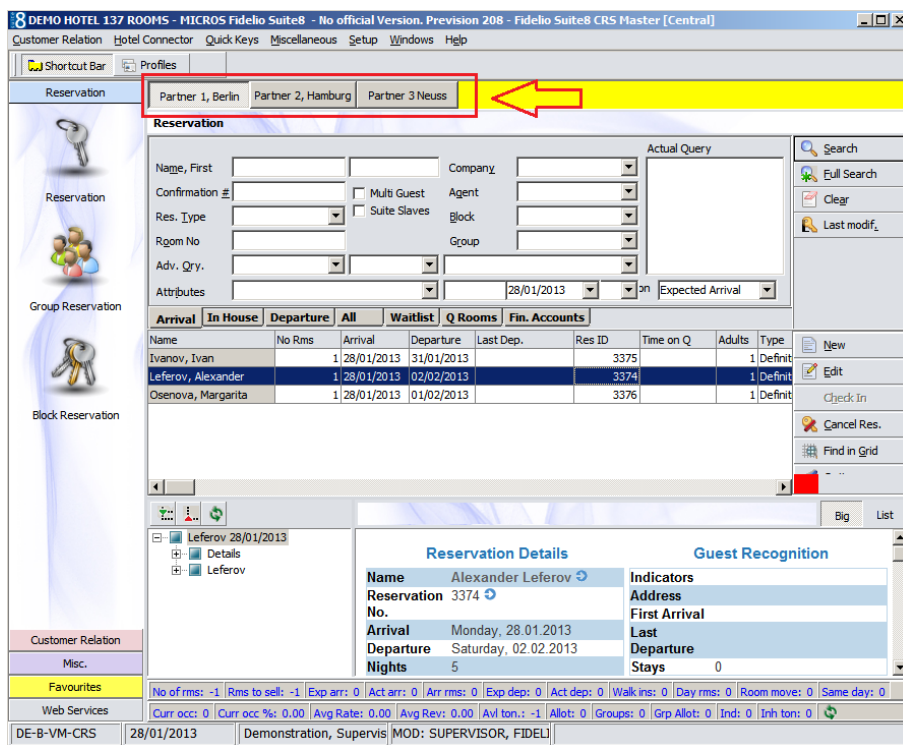 8 DEMO HOTEL 137 ROOMS - MICROS Fidelio Suite8 - No official Version. Prevision 208 - Fidelio Suite8 CRS Master [Central]
Customer Relation Hotel Connector Quick Keys Miscellaneous Setup Windows Help
Shortcut Bar Profiles
Reservation Partner 1, Berlin Partner 2, Hamburg Partner 3 Neuss
Reservation
Actual Query Search
Name, First Company Full Search
Confirmation # Multi Guest Agent Clear
Reservation
Res. Type Suite Slaves Block Last modif.
Room No Group
Adv. Qry.
Attributes 28/01/2013 on Expected Arrival
Group Reservation
Arrival In House Departure All Waitlist Q Rooms Fin. Accounts
Name No Rms Arrival Departure Last Dep. Res ID Time on Q Adults Type New
Ivanov, Ivan 1 28/01/2013 31/01/2013 3375 1 Definit
Leferov, Alexander 1 28/01/2013 02/02/2013 3374 1 Definit Edit
Osenova, Margarita 1 28/01/2013 01/02/2013 3376 1 Definit Check In
Block Reservation
Cancel Res.
Find in Grid
Big List
Leferov 28/01/2013
Details
Leferov
Reservation Details Guest Recognition
Name Alexander Leferov Indicators
Reservation No. 3374 Address
First Arrival
Arrival Monday, 28.01.2013 Last Departure
Departure Saturday, 02.02.2013
Nights 5 Stays 0
Customer Relation
Misc.
Favourites
Web Services
No of rms: -1 Rms to sell: -1 Exp arr: 0 Act arr: 0 Arr rms: 0 Exp dep: 0 Act dep: 0 Walk ins: 0 Day rms: 0 Room move: 0 Same day: 0
Curr occ: 0 Curr occ %: 0.00 Avg Rate: 0.00 Avg Rev: 0.00 Avl ton.: -1 Allot: 0 Groups: 0 Grp Allot: 0 Ind: 0 Inh ton: 0
DE-B-VM-CRS 28/01/2013 Demonstration, Supervis MOD: SUPERVISOR, FIDELI